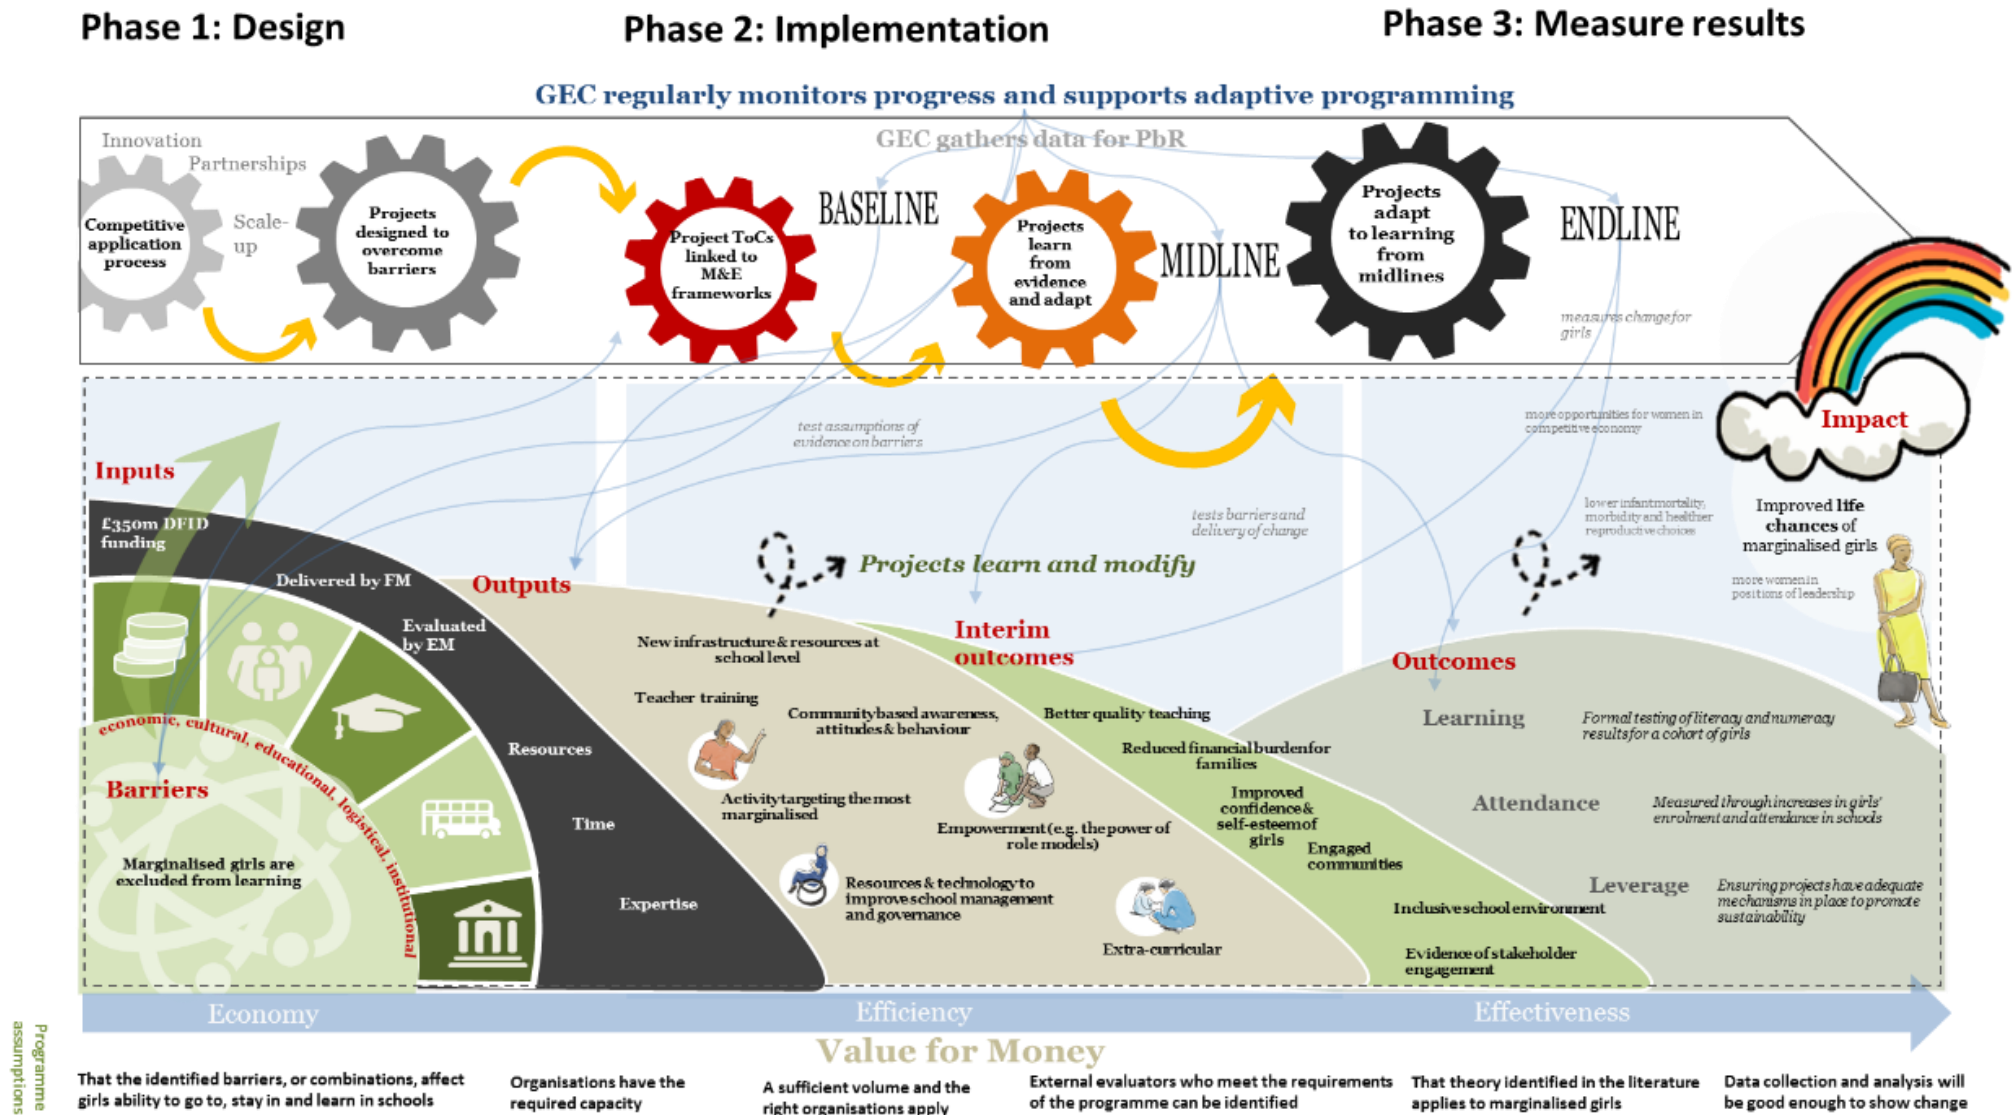 Phase 1: Design
Phase 2: Implementation
Phase 3: Measure results
GEC regularly monitors progress and supports adaptive programming
GEC gathers data for PbR
Innovation
Partnerships
Scale-
up
Competitive
application
process
Projects
designed to
overcome
barriers
Project ToCs
linked to
M&E
frameworks
BASELINE
Projects
learn
from
evidence
and adapt
MIDLINE
Projects
adapt
to learning
from
midlines
ENDLINE
measures change for
girls
Impact
Improved life
chances of
marginalised girls
more women in
positions of leadership
more opportunities for women in
competitive economy
lower infant mortality,
morbidity and healthier
reproductive choices
test assumptions of
evidence on barriers
tests barriers and
delivery of change
Projects learn and modify
Inputs
£350m DFID
funding
Delivered by FM
Evaluated
by EM
Resources
Time
Expertise
economic, cultural, educational, logistical, institutional
Barriers
Marginalised girls are
excluded from learning
Outputs
New infrastructure & resources at
school level
Teacher training
Community based awareness,
attitudes & behaviour
Activity targeting the most
marginalised
Empowerment (e.g. the power of
role models)
Resources & technology to
improve school management
and governance
Extra-curricular
Interim
outcomes
Better quality teaching
Reduced financial burden for
families
Improved
confidence &
self-esteem of
girls
Engaged
communities
Inclusive school environment
Evidence of stakeholder
engagement
Outcomes
Learning
Formal testing of literacy and numeracy
results for a cohort of girls
Attendance
Measured through increases in girls'
enrolment and attendance in schools
Leverage
Ensuring projects have adequate
mechanisms in place to promote
sustainability
Economy
Efficiency
Effectiveness
Value for Money
Programme
assumptions
That the identified barriers, or combinations, affect
girls ability to go to, stay in and learn in schools
Organisations have the
required capacity
A sufficient volume and the
right organisations apply
External evaluators who meet the requirements
of the programme can be identified
That theory identified in the literature
applies to marginalised girls
Data collection and analysis will
be good enough to show change